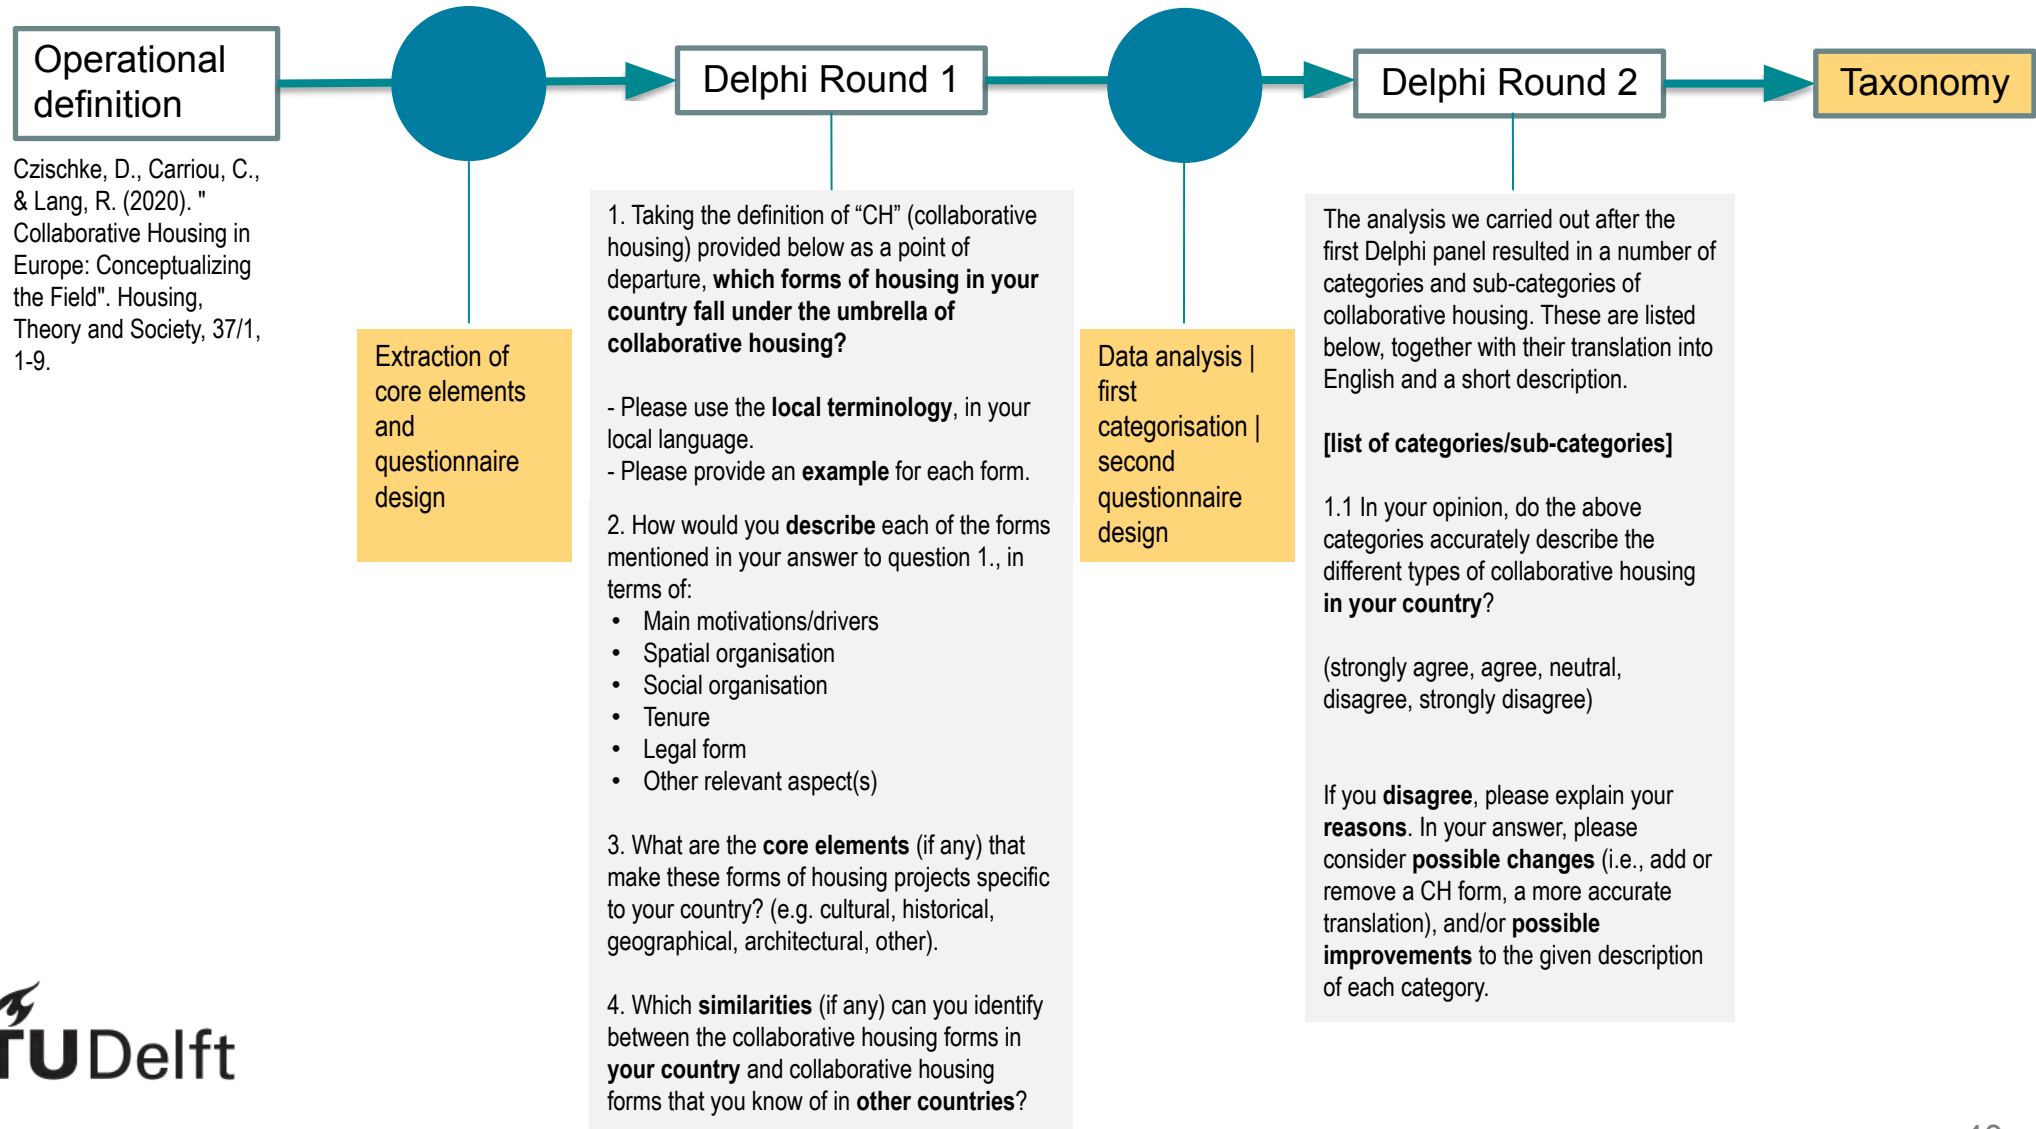 Operational
definition
Delphi Round 1
Delphi Round 2
Taxonomy
Czischke, D., Carriou, C.,
& Lang, R. (2020). "
Collaborative Housing in
Europe: Conceptualizing
the Field". Housing,
Theory and Society, 37/1,
1-9.
Extraction of
core elements
and
questionnaire
design
1. Taking the definition of “CH” (collaborative
housing) provided below as a point of
departure, which forms of housing in your
country fall under the umbrella of
collaborative housing?
- Please use the local terminology, in your
local language.
- Please provide an example for each form.
2. How would you describe each of the forms
mentioned in your answer to question 1., in
terms of:
• Main motivations/drivers
• Spatial organisation
• Social organisation
• Tenure
• Legal form
• Other relevant aspect(s)
3. What are the core elements (if any) that
make these forms of housing projects specific
to your country? (e.g. cultural, historical,
geographical, architectural, other).
4. Which similarities (if any) can you identify
between the collaborative housing forms in
your country and collaborative housing
forms that you know of in other countries?
Data analysis |
first
categorisation |
second
questionnaire
design
The analysis we carried out after the
first Delphi panel resulted in a number of
categories and sub-categories of
collaborative housing. These are listed
below, together with their translation into
English and a short description.
[list of categories/sub-categories]
1.1 In your opinion, do the above
categories accurately describe the
different types of collaborative housing
in your country?
(strongly agree, agree, neutral,
disagree, strongly disagree)
If you disagree, please explain your
reasons. In your answer, please
consider possible changes (i.e., add or
remove a CH form, a more accurate
translation), and/or possible
improvements to the given description
of each category.
TUDelft